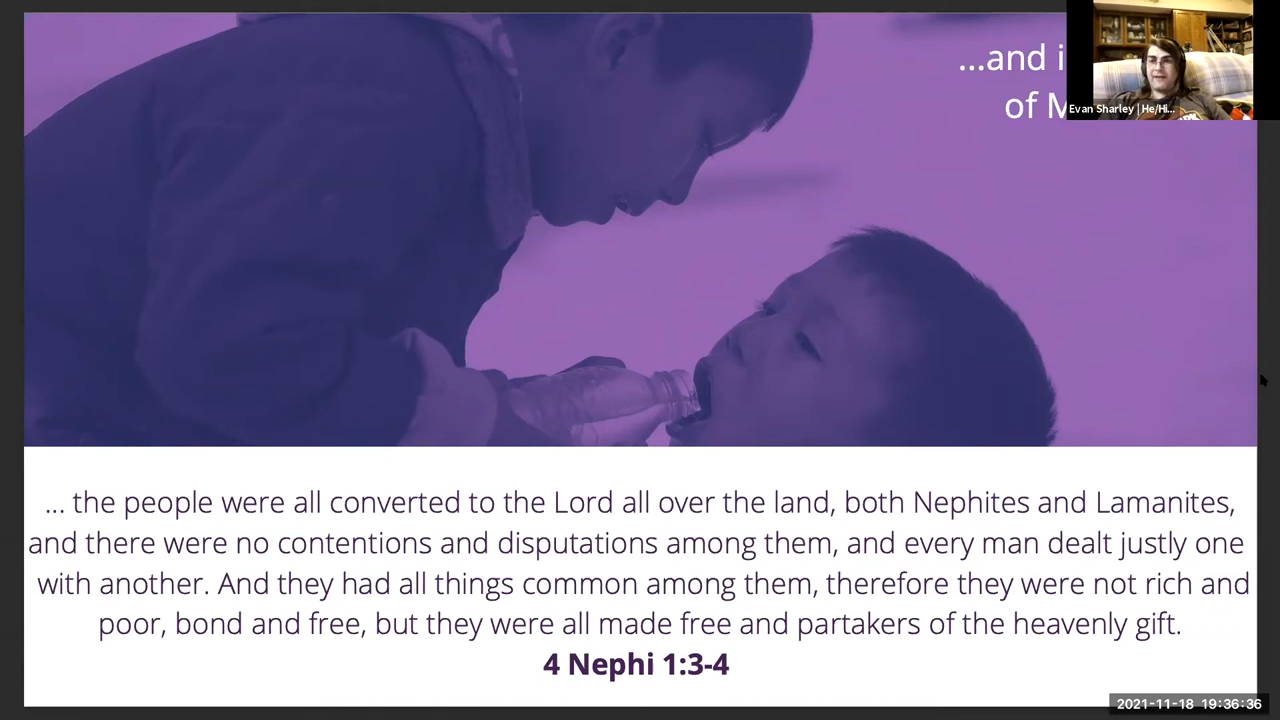 ...and i
of M
Evan Sharley | He/Hi...
... the people were all converted to the Lord all over the land, both Nephites and Lamanites,
and there were no contentions and disputations among them, and every man dealt justly one
with another. And they had all things common among them, therefore they were not rich and
poor, bond and free, but they were all made free and partakers of the heavenly gift.
4 Nephi 1:3-4
2021-11-18 19:36:36